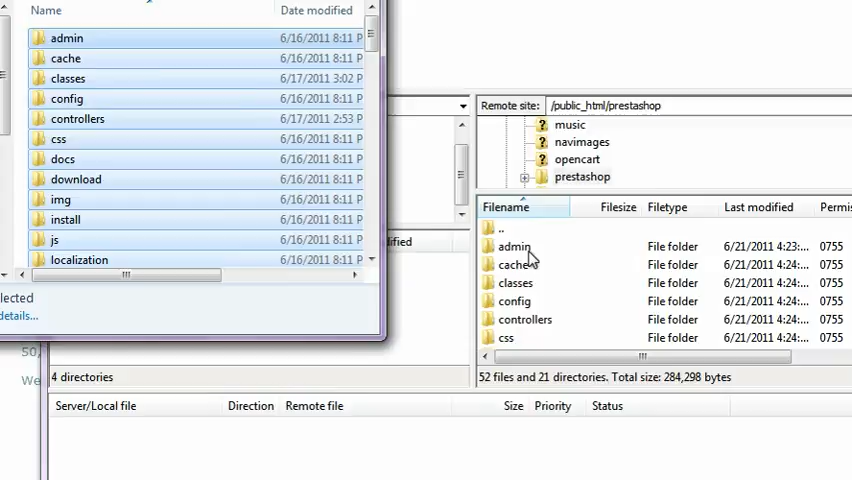 Name Date modified
admin 6/16/2011 8:11 P
cache 6/16/2011 8:11 P
classes 6/17/2011 3:02 P
config 6/16/2011 8:11 P
controllers 6/17/2011 2:53 P
css 6/16/2011 8:11 P
docs 6/16/2011 8:11 P
download 6/16/2011 8:11 P
img 6/16/2011 8:11 P
install 6/16/2011 8:11 P
js 6/16/2011 8:11 P
localization 6/16/2011 8:11 P
lected
details...
50,
We
ified
4 directories
Remote site: /public_html/prestashop
music
navimages
opencart
prestashop
Filename Filesize Filetype Last modified Permi
..
admin File folder 6/21/2011 4:23:... 0755
cache File folder 6/21/2011 4:24:... 0755
classes File folder 6/21/2011 4:24:... 0755
config File folder 6/21/2011 4:24:... 0755
controllers File folder 6/21/2011 4:24:... 0755
css File folder 6/21/2011 4:24:... 0755
52 files and 21 directories. Total size: 284,298 bytes
Server/Local file Direction Remote file Size Priority Status